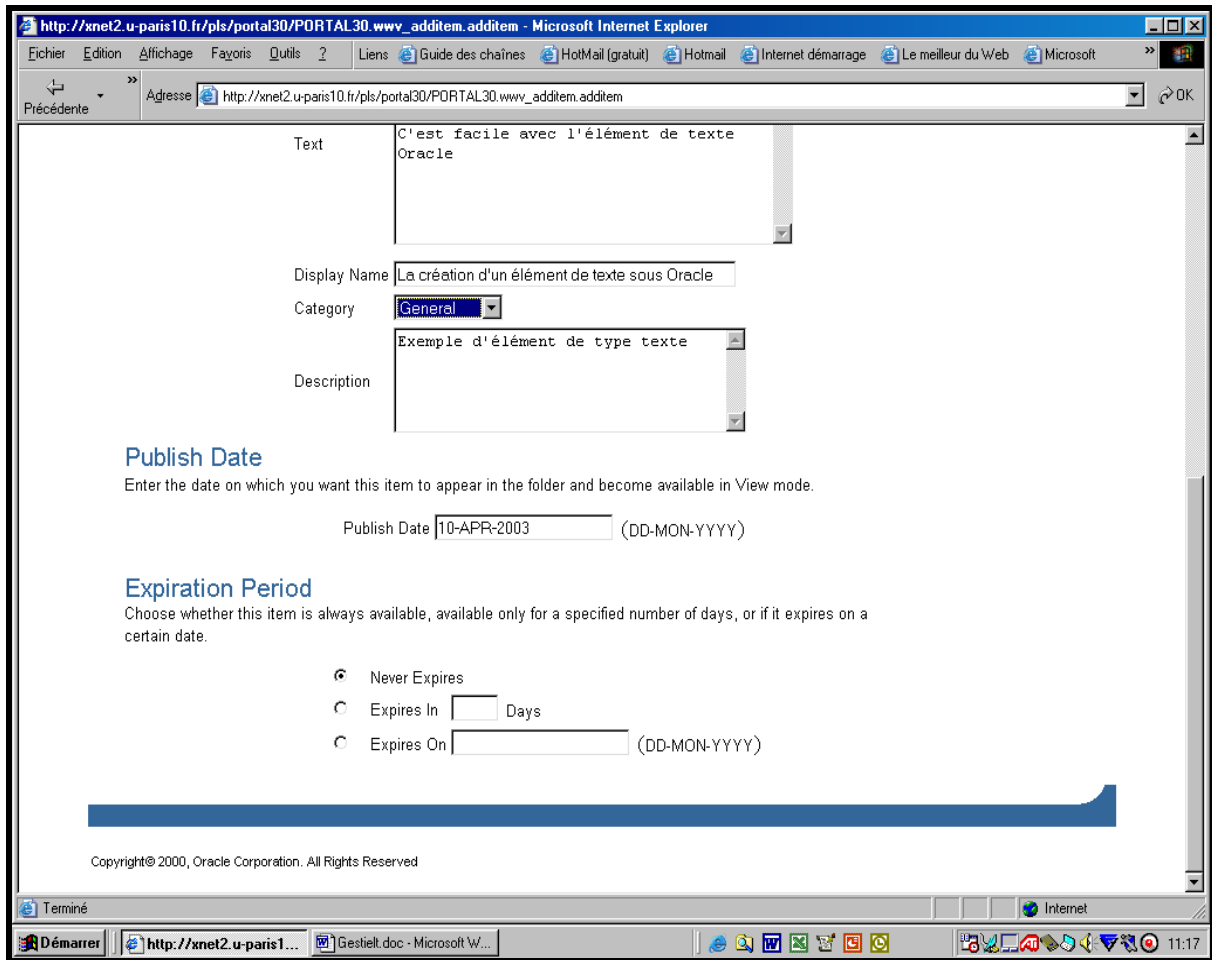 http://xnet2.u-paris10.fr/pls/portal30/PORTAL30.wwv_additem.additem - Microsoft Internet Explorer
Fichier Edition Affichage Favoris Outils ? Liens Guide des chaînes HotMail (gratuit) Hotmail Internet démarrage Le meilleur du Web Microsoft »
Précédente » Adresse http://xnet2.u-paris10.fr/pls/portal30/PORTAL30.wwv_additem.additem OK
Text C'est facile avec l'élément de texte
Oracle
Display Name La création d'un élément de texte sous Oracle
Category General
Exemple d'élément de type texte
Description
Publish Date
Enter the date on which you want this item to appear in the folder and become available in View mode.
Publish Date 10-APR-2003 (DD-MON-YYYY)
Expiration Period
Choose whether this item is always available, available only for a specified number of days, or if it expires on a
certain date.
Never Expires
Expires In Days
Expires On (DD-MON-YYYY)
Copyright© 2000, Oracle Corporation. All Rights Reserved
Terminé Internet
Démarrer http://xnet2.u-paris1... Gestielt.doc - Microsoft W... 11:17